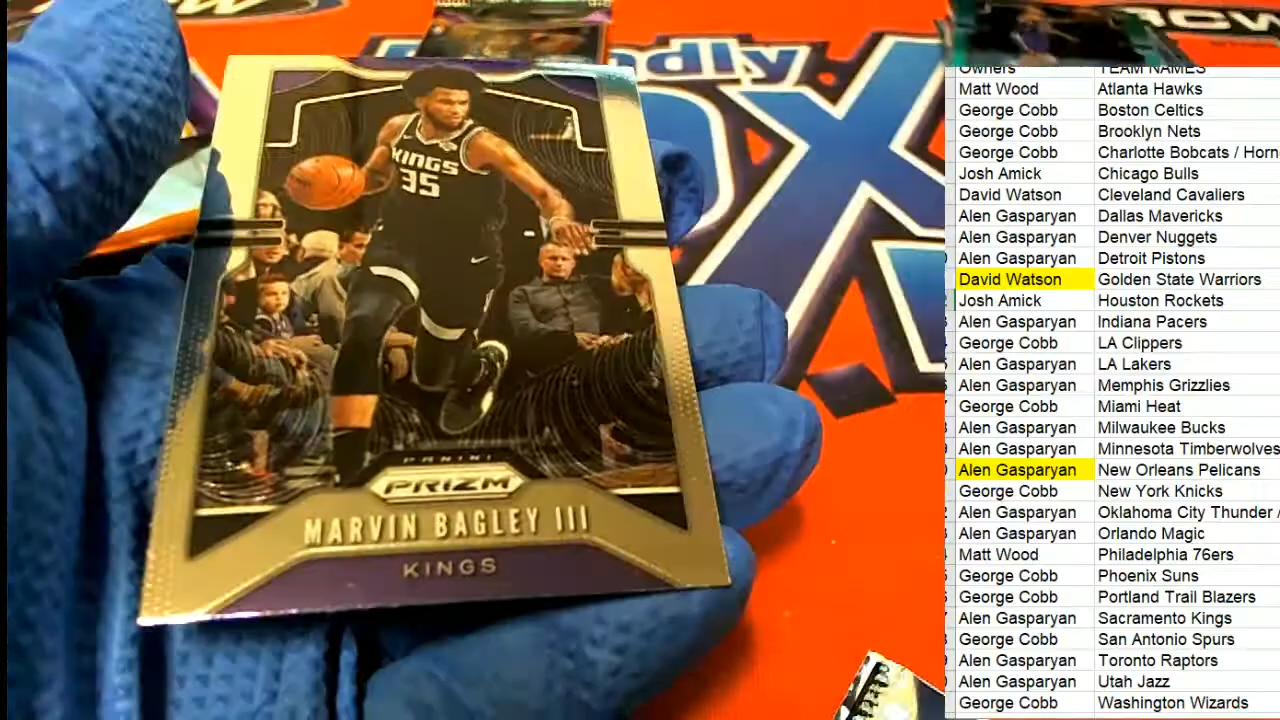 ndly
OX
BCW
KINGS
35
PANINI
PRIZM
MARVIN BAGLEY III
KINGS
Owners TEAM NAMES
Matt Wood Atlanta Hawks
George Cobb Boston Celtics
George Cobb Brooklyn Nets
George Cobb Charlotte Bobcats / Horn
Josh Amick Chicago Bulls
David Watson Cleveland Cavaliers
Alen Gasparyan Dallas Mavericks
Alen Gasparyan Denver Nuggets
Alen Gasparyan Detroit Pistons
David Watson Golden State Warriors
Josh Amick Houston Rockets
Alen Gasparyan Indiana Pacers
George Cobb LA Clippers
Alen Gasparyan LA Lakers
Alen Gasparyan Memphis Grizzlies
George Cobb Miami Heat
Alen Gasparyan Milwaukee Bucks
Alen Gasparyan Minnesota Timberwolves
Alen Gasparyan New Orleans Pelicans
George Cobb New York Knicks
Alen Gasparyan Oklahoma City Thunder /
Alen Gasparyan Orlando Magic
Matt Wood Philadelphia 76ers
George Cobb Phoenix Suns
George Cobb Portland Trail Blazers
Alen Gasparyan Sacramento Kings
George Cobb San Antonio Spurs
Alen Gasparyan Toronto Raptors
Alen Gasparyan Utah Jazz
George Cobb Washington Wizards